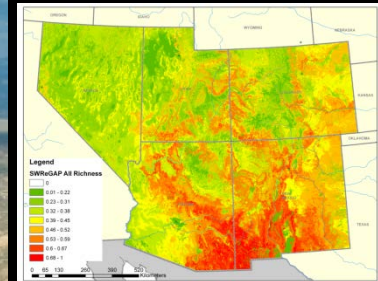 OREGON
IDAHO
WYOMING
NEBRASKA
KANSAS
OKLAHOMA
TEXAS
Legend
SWReGAP All Richness
0
0.01 - 0.22
0.23 - 0.31
0.32 - 0.38
0.39 - 0.45
0.46 - 0.52
0.53 - 0.59
0.6 - 0.67
0.68 - 1
0 65 130 260 390 520
Kilometers